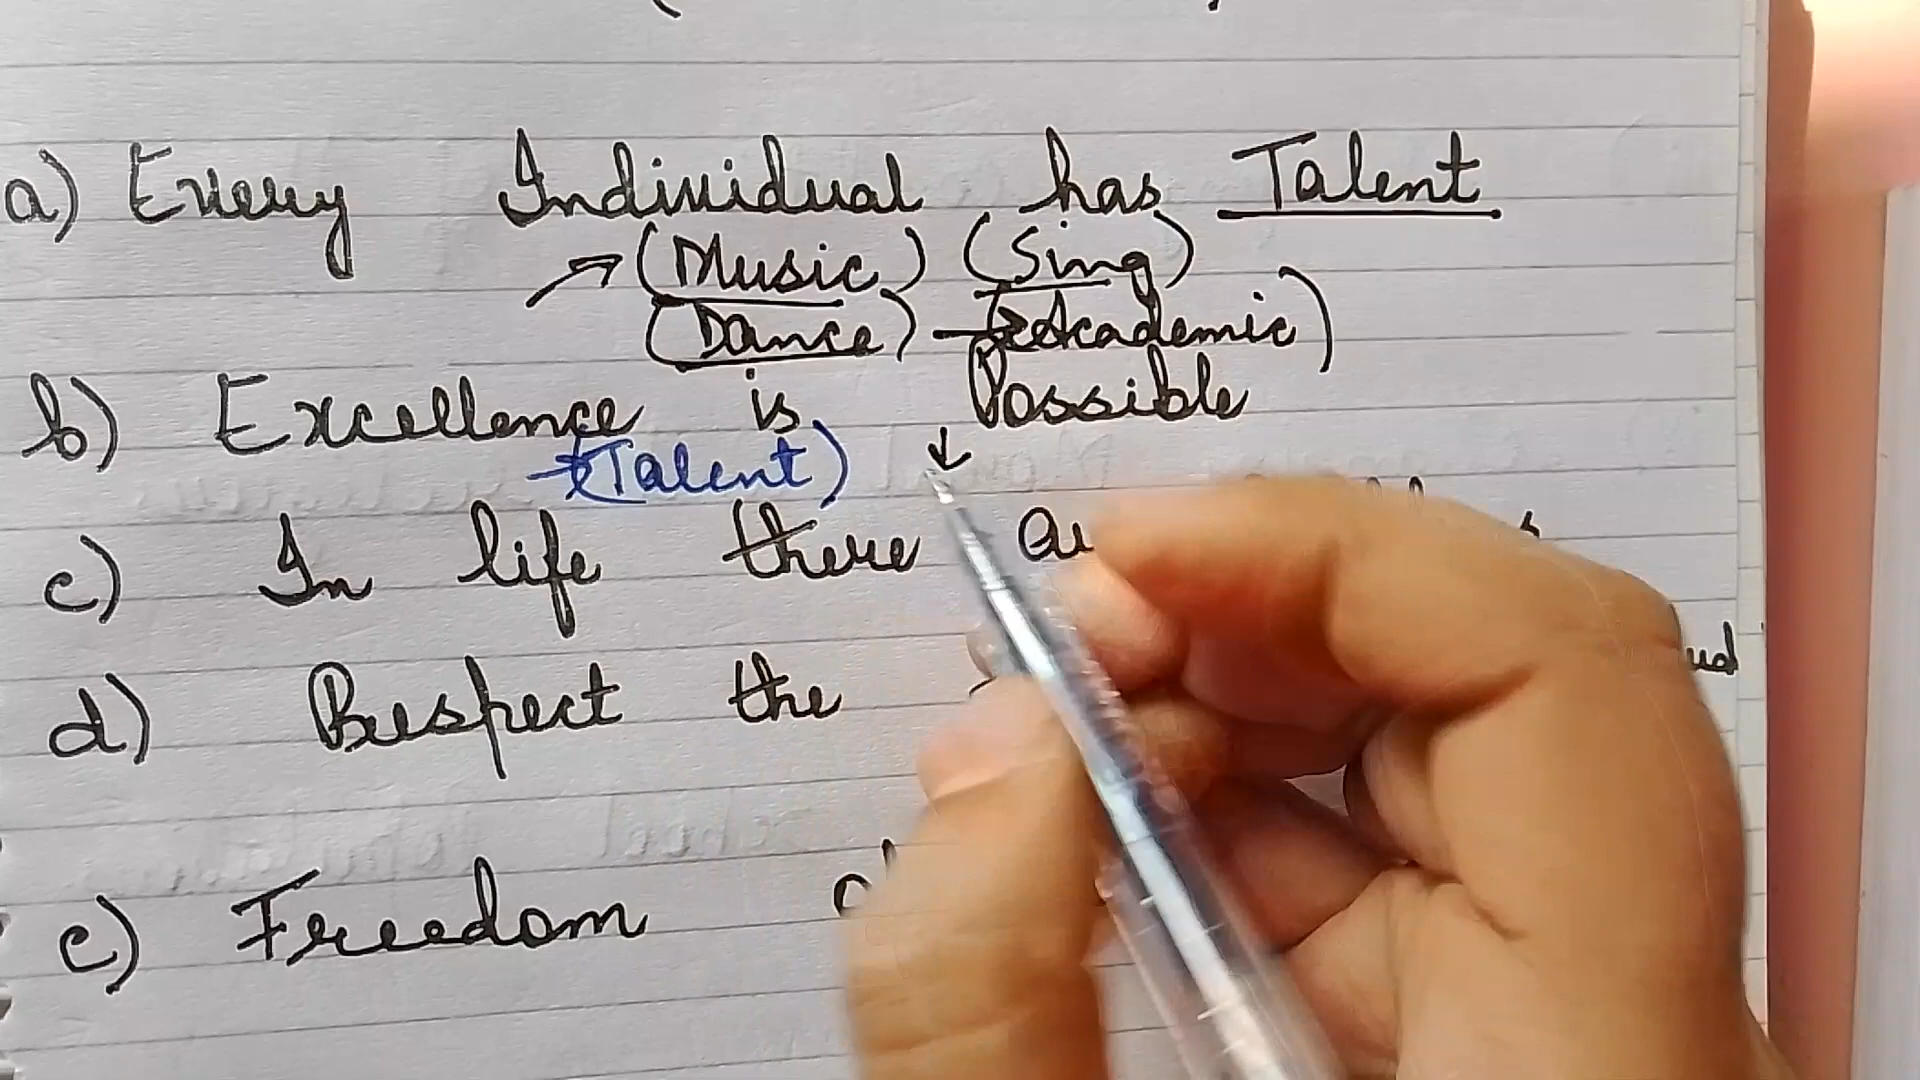 a) Every Individual has Talent
→ (Music) (Sing)
(Dance) → (Academic)
b) Excellence is Possible
→ (Talent) ↓
c) In life there
d) Respect the
e) Freedom